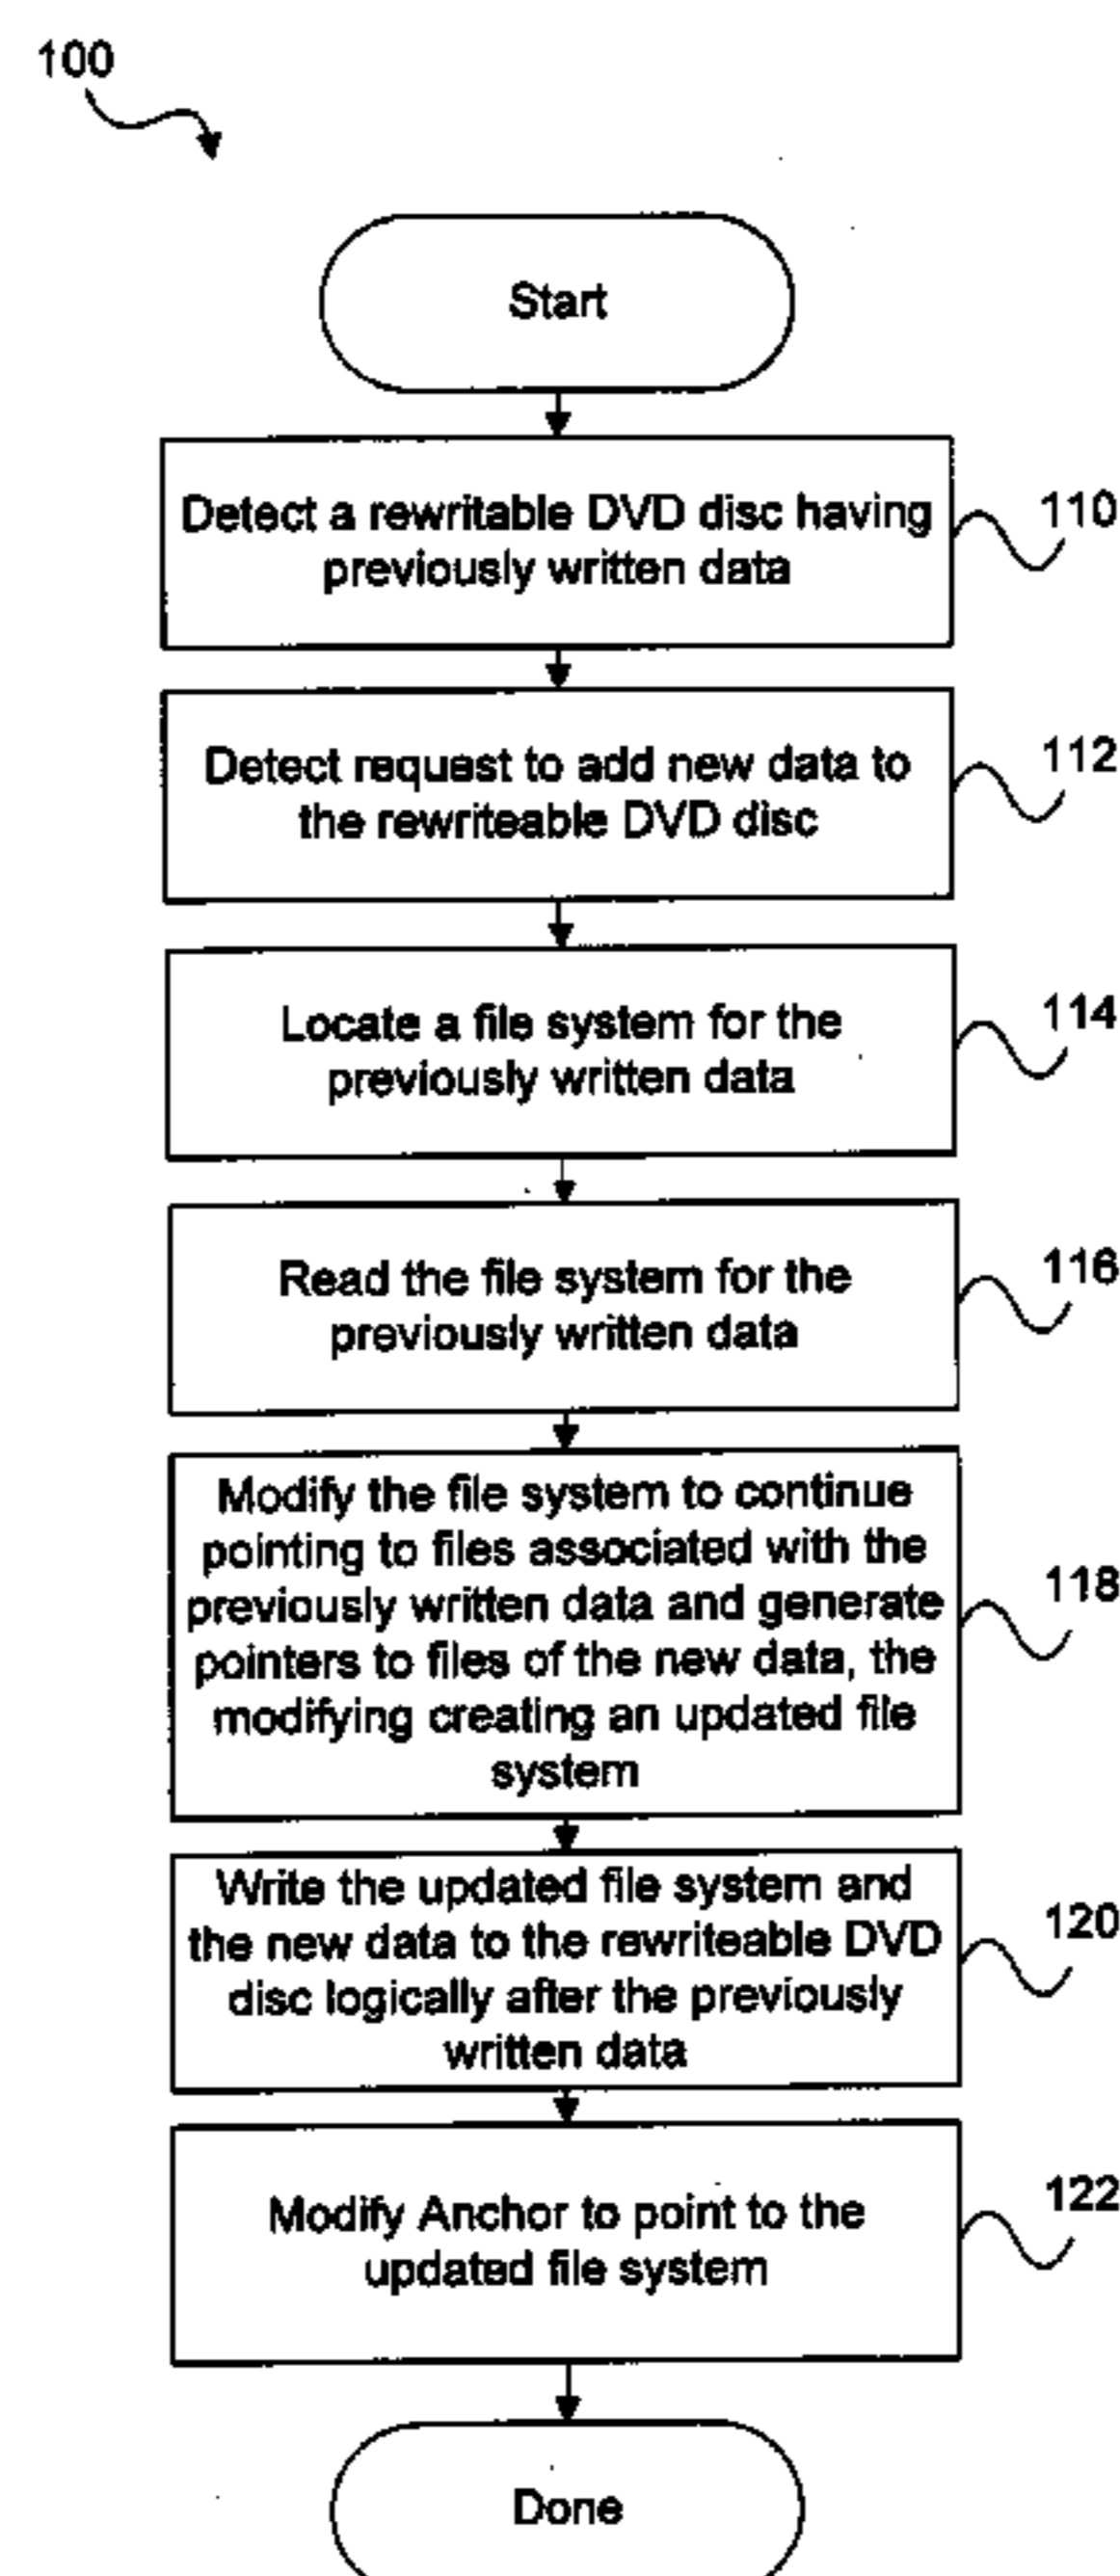 100
Start
Detect a rewritable DVD disc having
previously written data
110
Detect request to add new data to
the rewriteable DVD disc
112
Locate a file system for the
previously written data
114
Read the file system for the
previously written data
116
Modify the file system to continue
pointing to files associated with the
previously written data and generate
pointers to files of the new data, the
modifying creating an updated file
system
118
Write the updated file system and
the new data to the rewriteable DVD
disc logically after the previously
written data
120
Modify Anchor to point to the
updated file system
122
Done